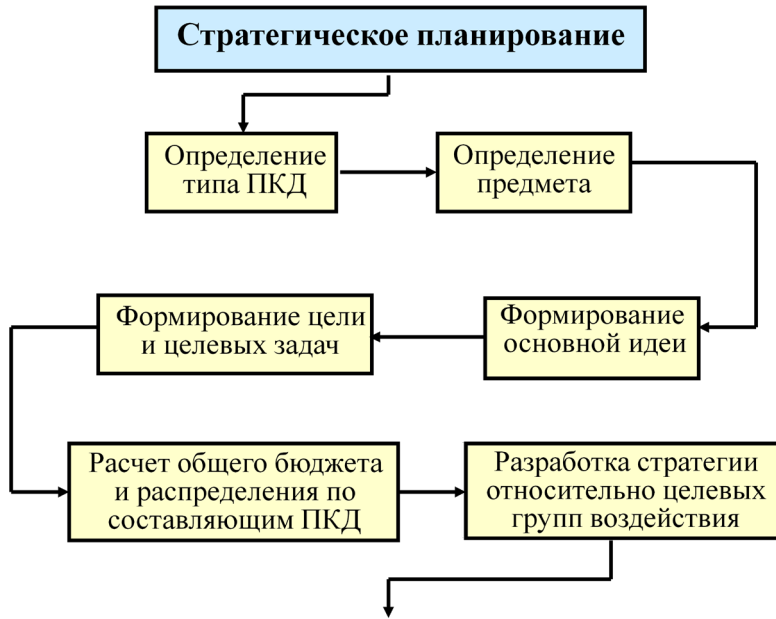 Стратегическое планирование
Определение
типа ПКД
Определение
предмета
Формирование
основной идеи
Формирование цели
и целевых задач
Расчет общего бюджета
и распределения по
составляющим ПКД
Разработка стратегии
относительно целевых
групп воздействия